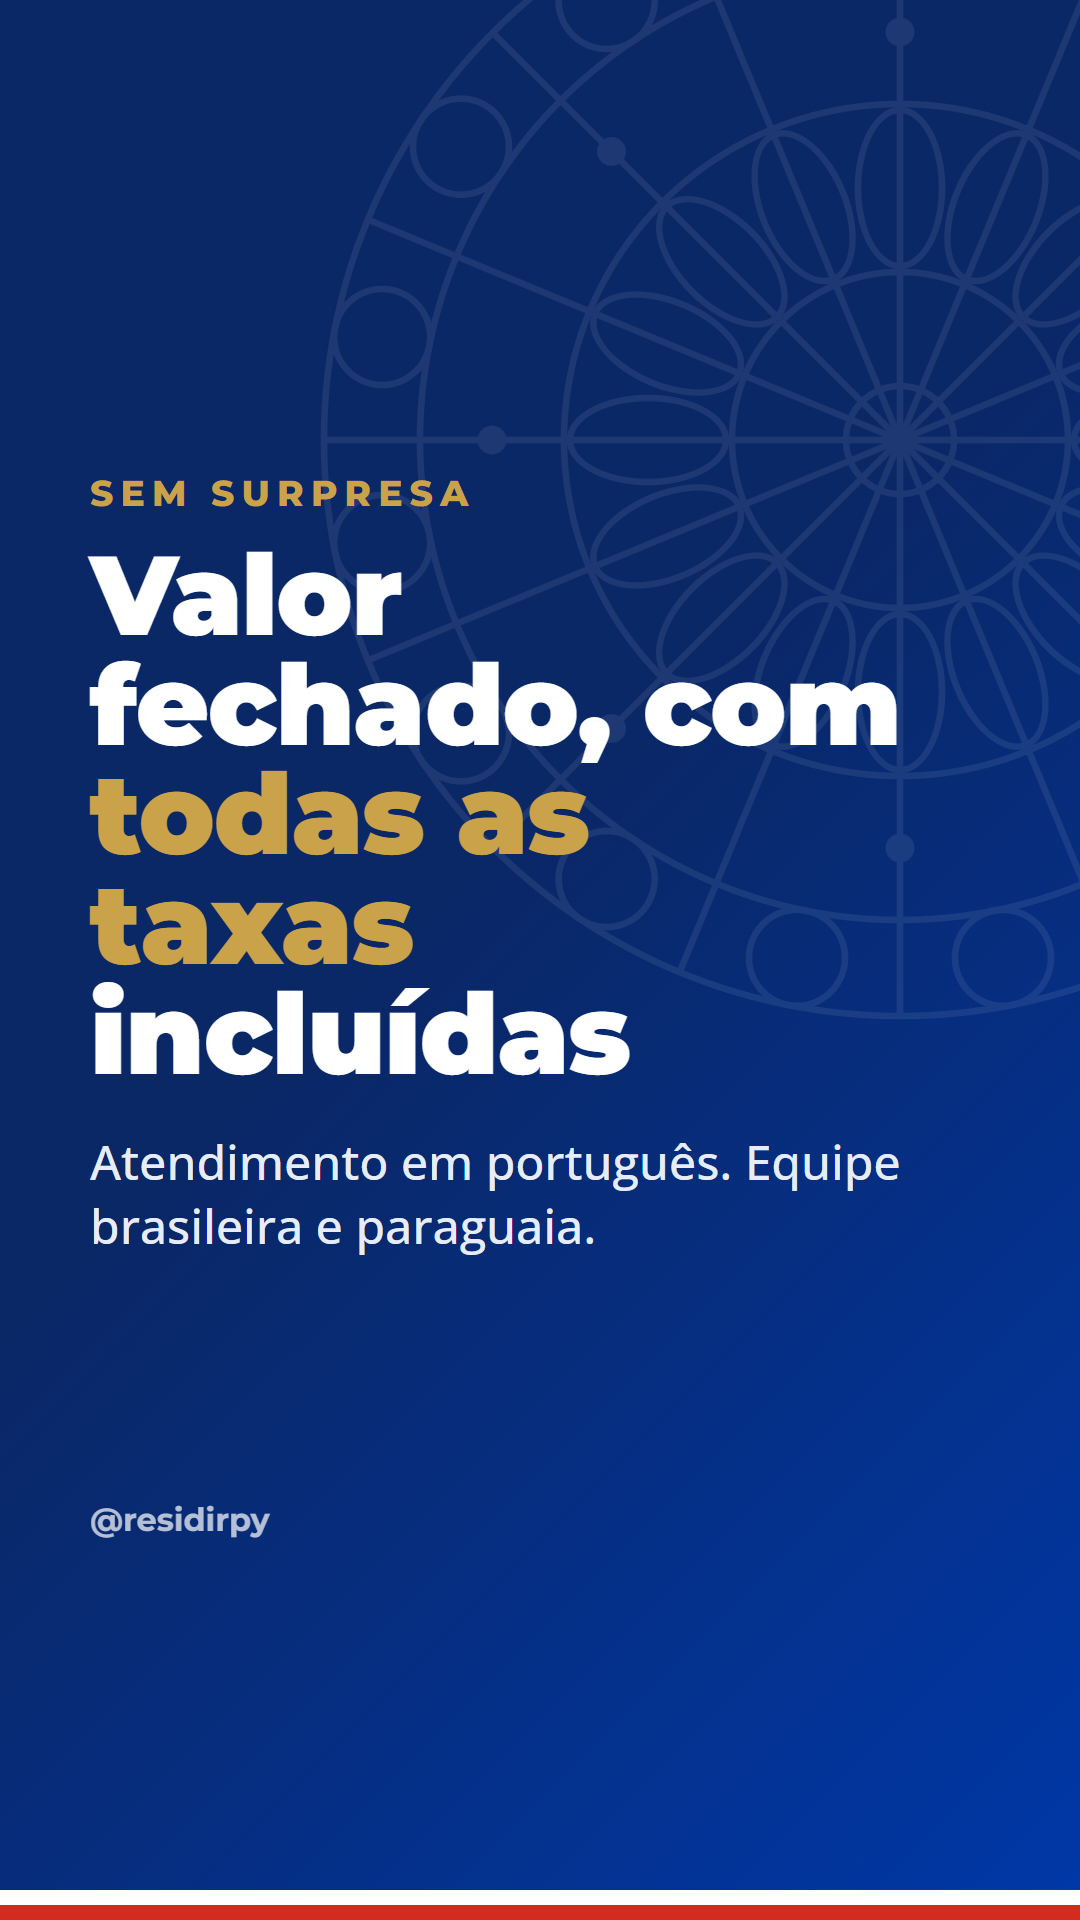 SEM SURPRESA
Valor
fechado, com
todas as
taxas
incluídas
Atendimento em português. Equipe
brasileira e paraguaia.
@residirpy